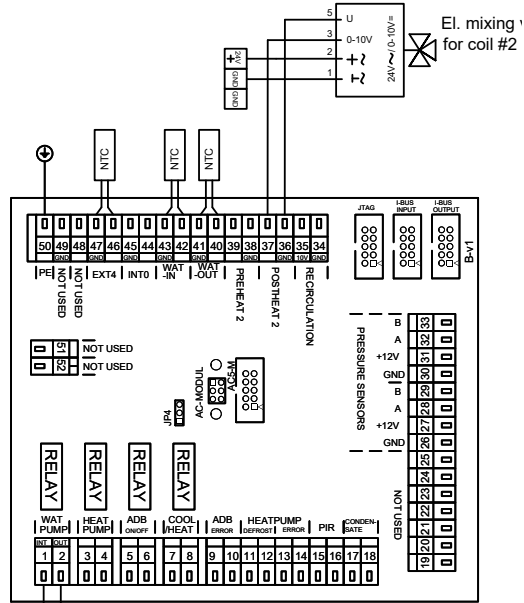 5 U
3 0-10V
2 +~
1 ⊥~
24V~/0-10V=
El. mixing v
for coil #2
+ 24V
GND
GND
NTC
NTC
NTC
JTAG
I-BUS
INPUT
I-BUS
OUTPUT
B-v1
50 49 48 47 46 45 44 43 42 41 40 39 38 37 36 35 34
GND GND GND GND GND GND GND 10V GND
PE
NOT USED
NOT USED
EXT4
INT0
WAT
-IN
WAT
-OUT
PREHEAT 2
POSTHEAT 2
RECIRCULATION
51 NOT USED
52 NOT USED
AC-MODUL
AC-SCM
JP4
PRESSURE SENSORS
B 33
A 32
+12V 31
GND 30
B 29
A 28
+12V 27
GND 26
NOT USED
25
24
23
22
21
20
19
RELAY
RELAY
RELAY
RELAY
WAT
PUMP
HEAT
PUMP
ADB
ON/OFF
COOL
/HEAT
ADB
ERROR
HEATPUMP
DEFROST ERROR
PIR
CONDEN-
SATE
INT OUT
1 2 3 4 5 6 7 8 9 10 11 12 13 14 15 16 17 18